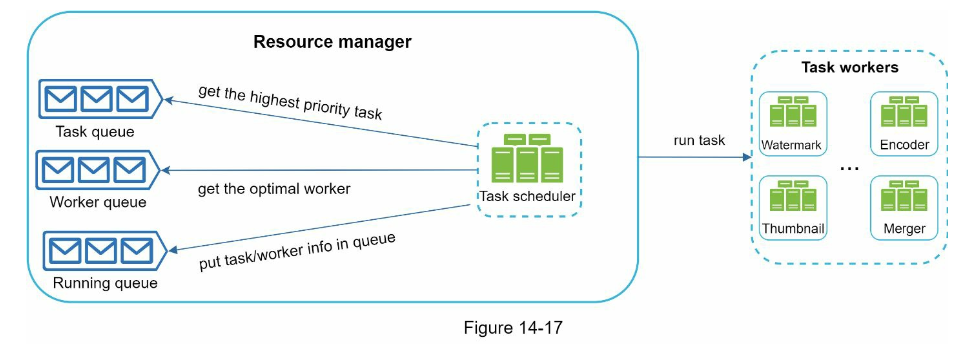 Resource manager
get the highest priority task
Task queue
Worker queue
get the optimal worker
Task scheduler
put task/worker info in queue
Running queue
run task
Task workers
Watermark
Encoder
...
Thumbnail
Merger
Figure 14-17